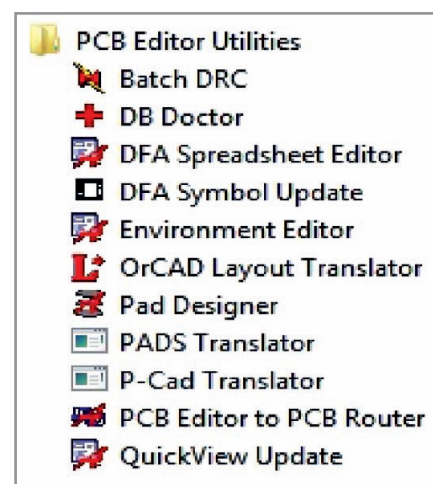 PCB Editor Utilities
Batch DRC
DB Doctor
DFA Spreadsheet Editor
DFA Symbol Update
Environment Editor
OrCAD Layout Translator
Pad Designer
PADS Translator
P-Cad Translator
PCB Editor to PCB Router
QuickView Update